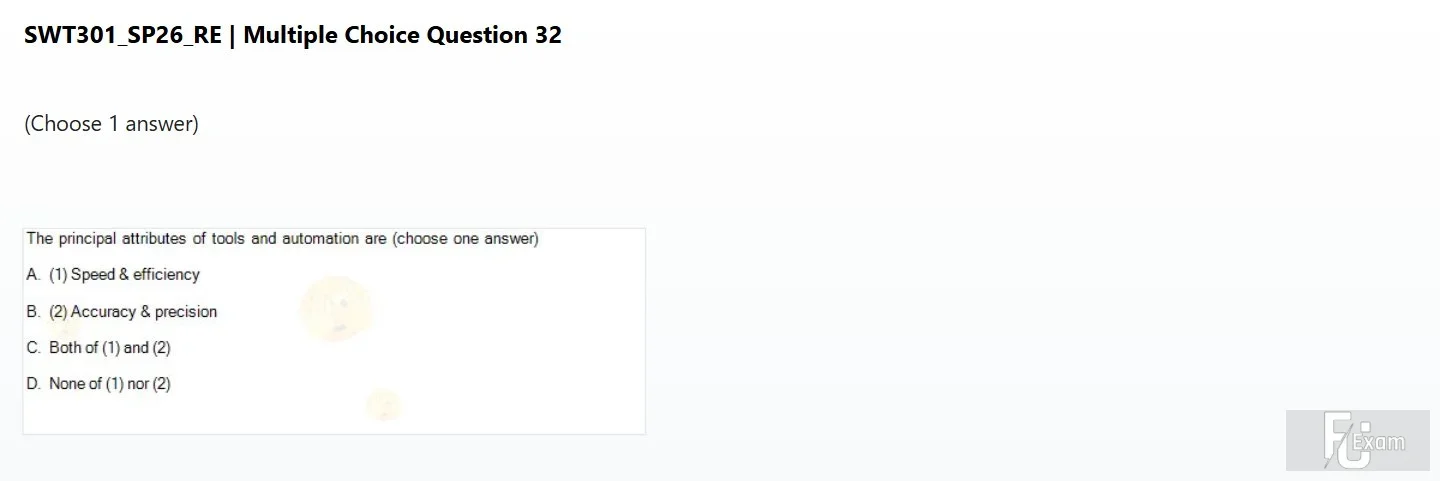 SWT301_SP26_RE | Multiple Choice Question 32
(Choose 1 answer)
The principal attributes of tools and automation are (choose one answer)
A. (1) Speed & efficiency
B. (2) Accuracy & precision
C. Both of (1) and (2)
D. None of (1) nor (2)
FU Exam